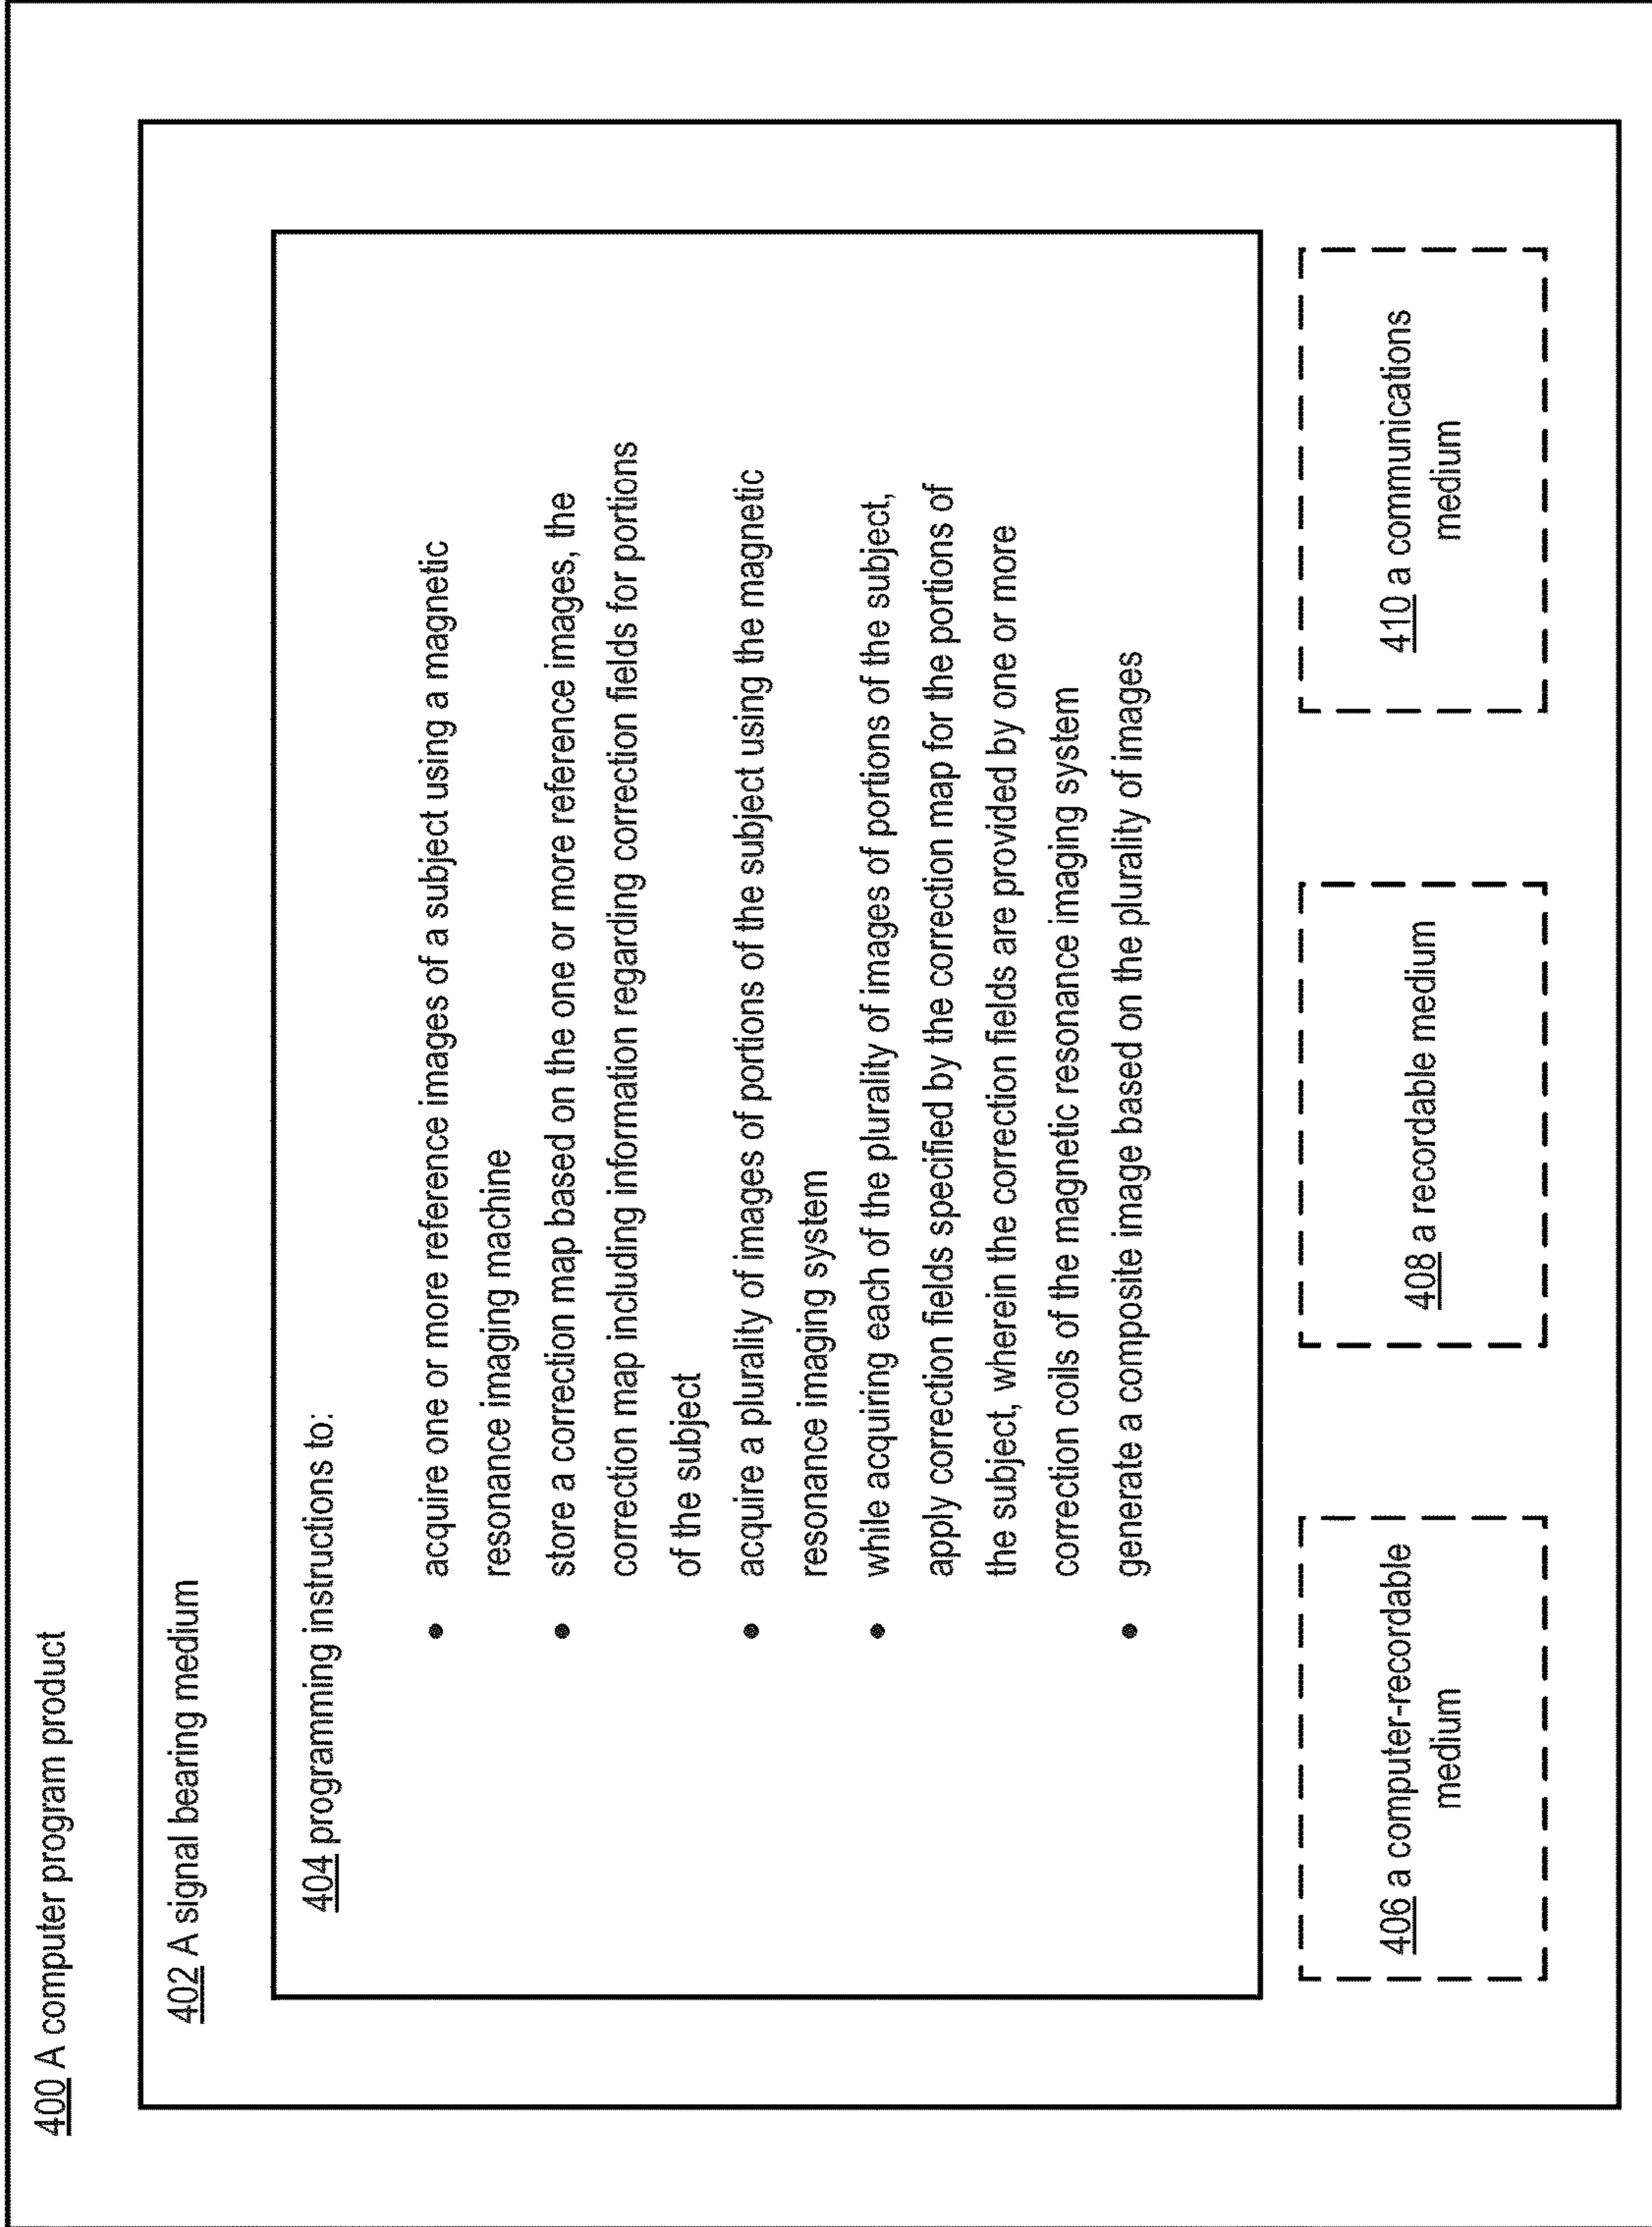 400 A computer program product
402 A signal bearing medium
404 programming instructions to:
• acquire one or more reference images of a subject using a magnetic
resonance imaging machine
• store a correction map based on the one or more reference images, the
correction map including information regarding correction fields for portions
of the subject
• acquire a plurality of images of portions of the subject using the magnetic
resonance imaging system
• while acquiring each of the plurality of images of portions of the subject,
apply correction fields specified by the correction map for the portions of
the subject, wherein the correction fields are provided by one or more
correction coils of the magnetic resonance imaging system
• generate a composite image based on the plurality of images
406 a computer-recordable
medium
408 a recordable medium
410 a communications
medium